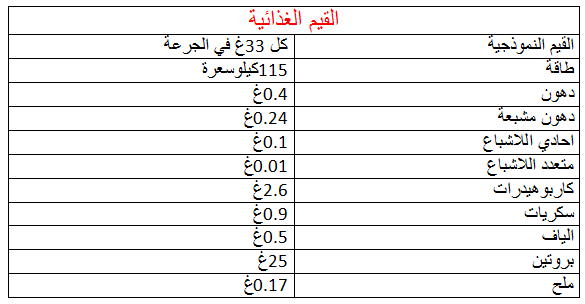 القيم الغذائية
القيم النموذجية كل 33غ في الجرعة
طاقة 115كيلوسعرة
دهون 0.4غ
دهون مشبعة 0.24غ
احادي اللاشباع 0.1غ
متعدد اللاشباع 0.01غ
كاربوهيدرات 2.6غ
سكريات 0.9غ
الياف 0.5غ
بروتين 25غ
ملح 0.17غ